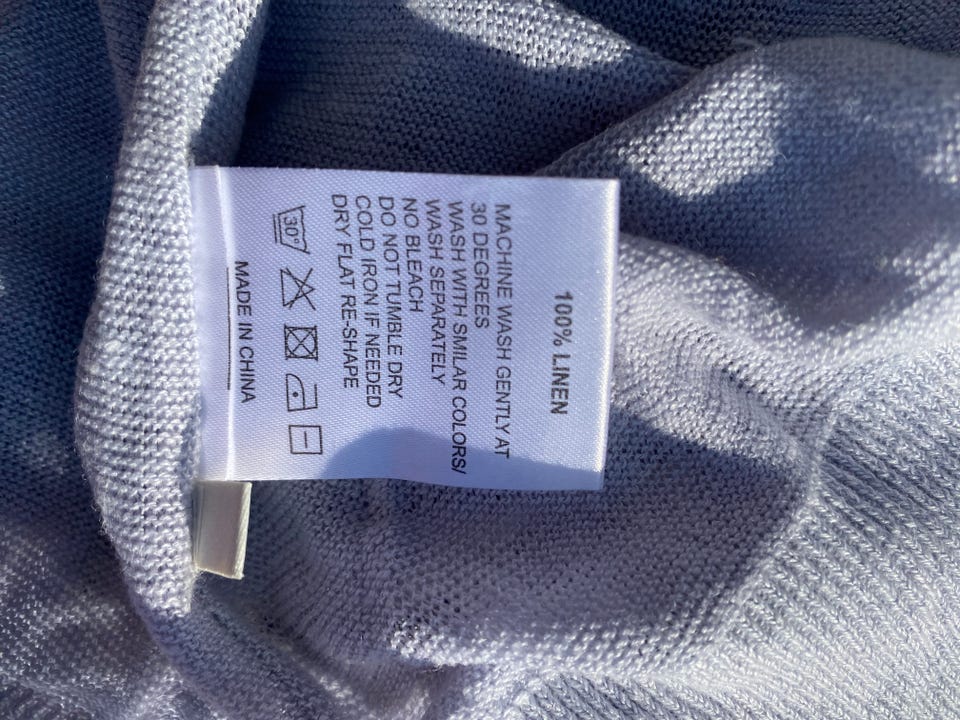 100% LINEN
MACHINE WASH GENTLY AT
30 DEGREES
WASH WITH SIMILAR COLORS/
WASH SEPARATELY
NO BLEACH
DO NOT TUMBLE DRY
COLD IRON IF NEEDED
DRY FLAT RE-SHAPE
30°
MADE IN CHINA